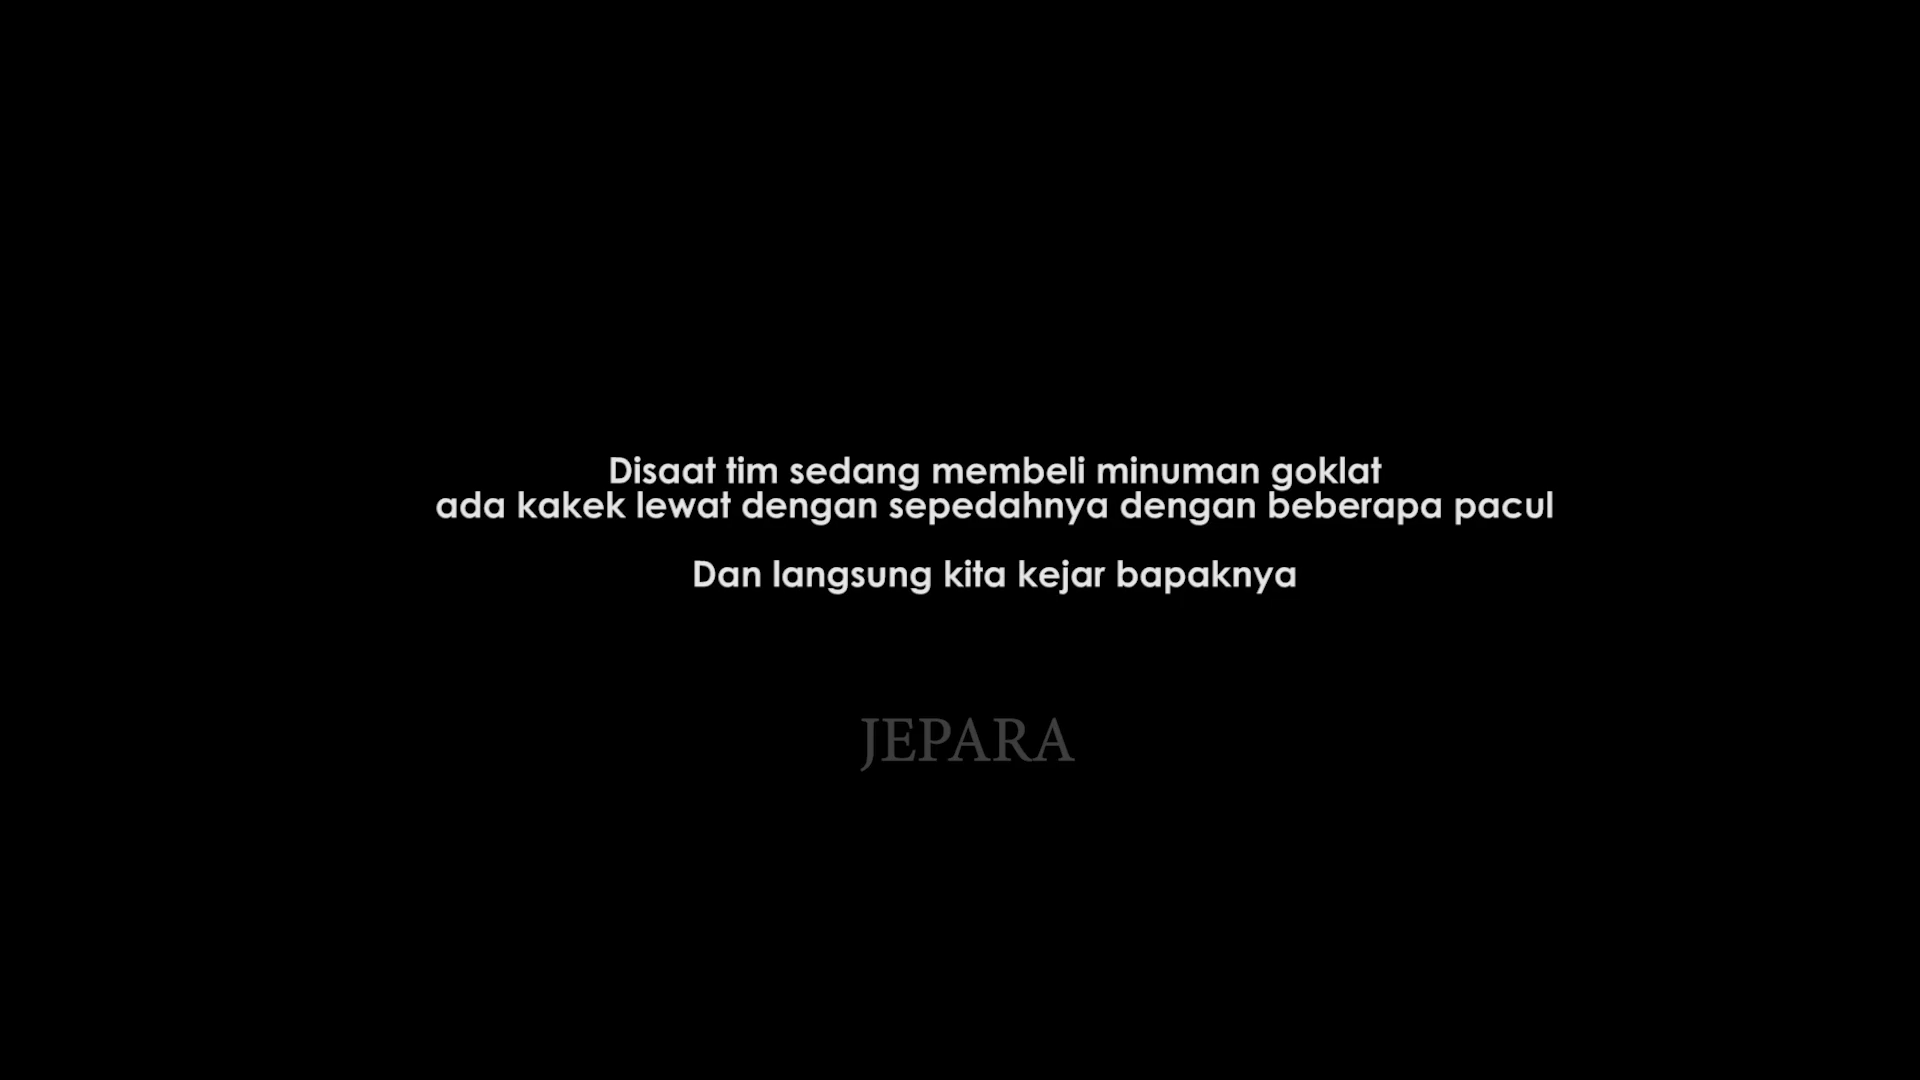 Disaat tim sedang membeli minuman goklat
ada kakek lewat dengan sepedahnya dengan beberapa pacul
Dan langsung kita kejar bapaknya
JEPARA